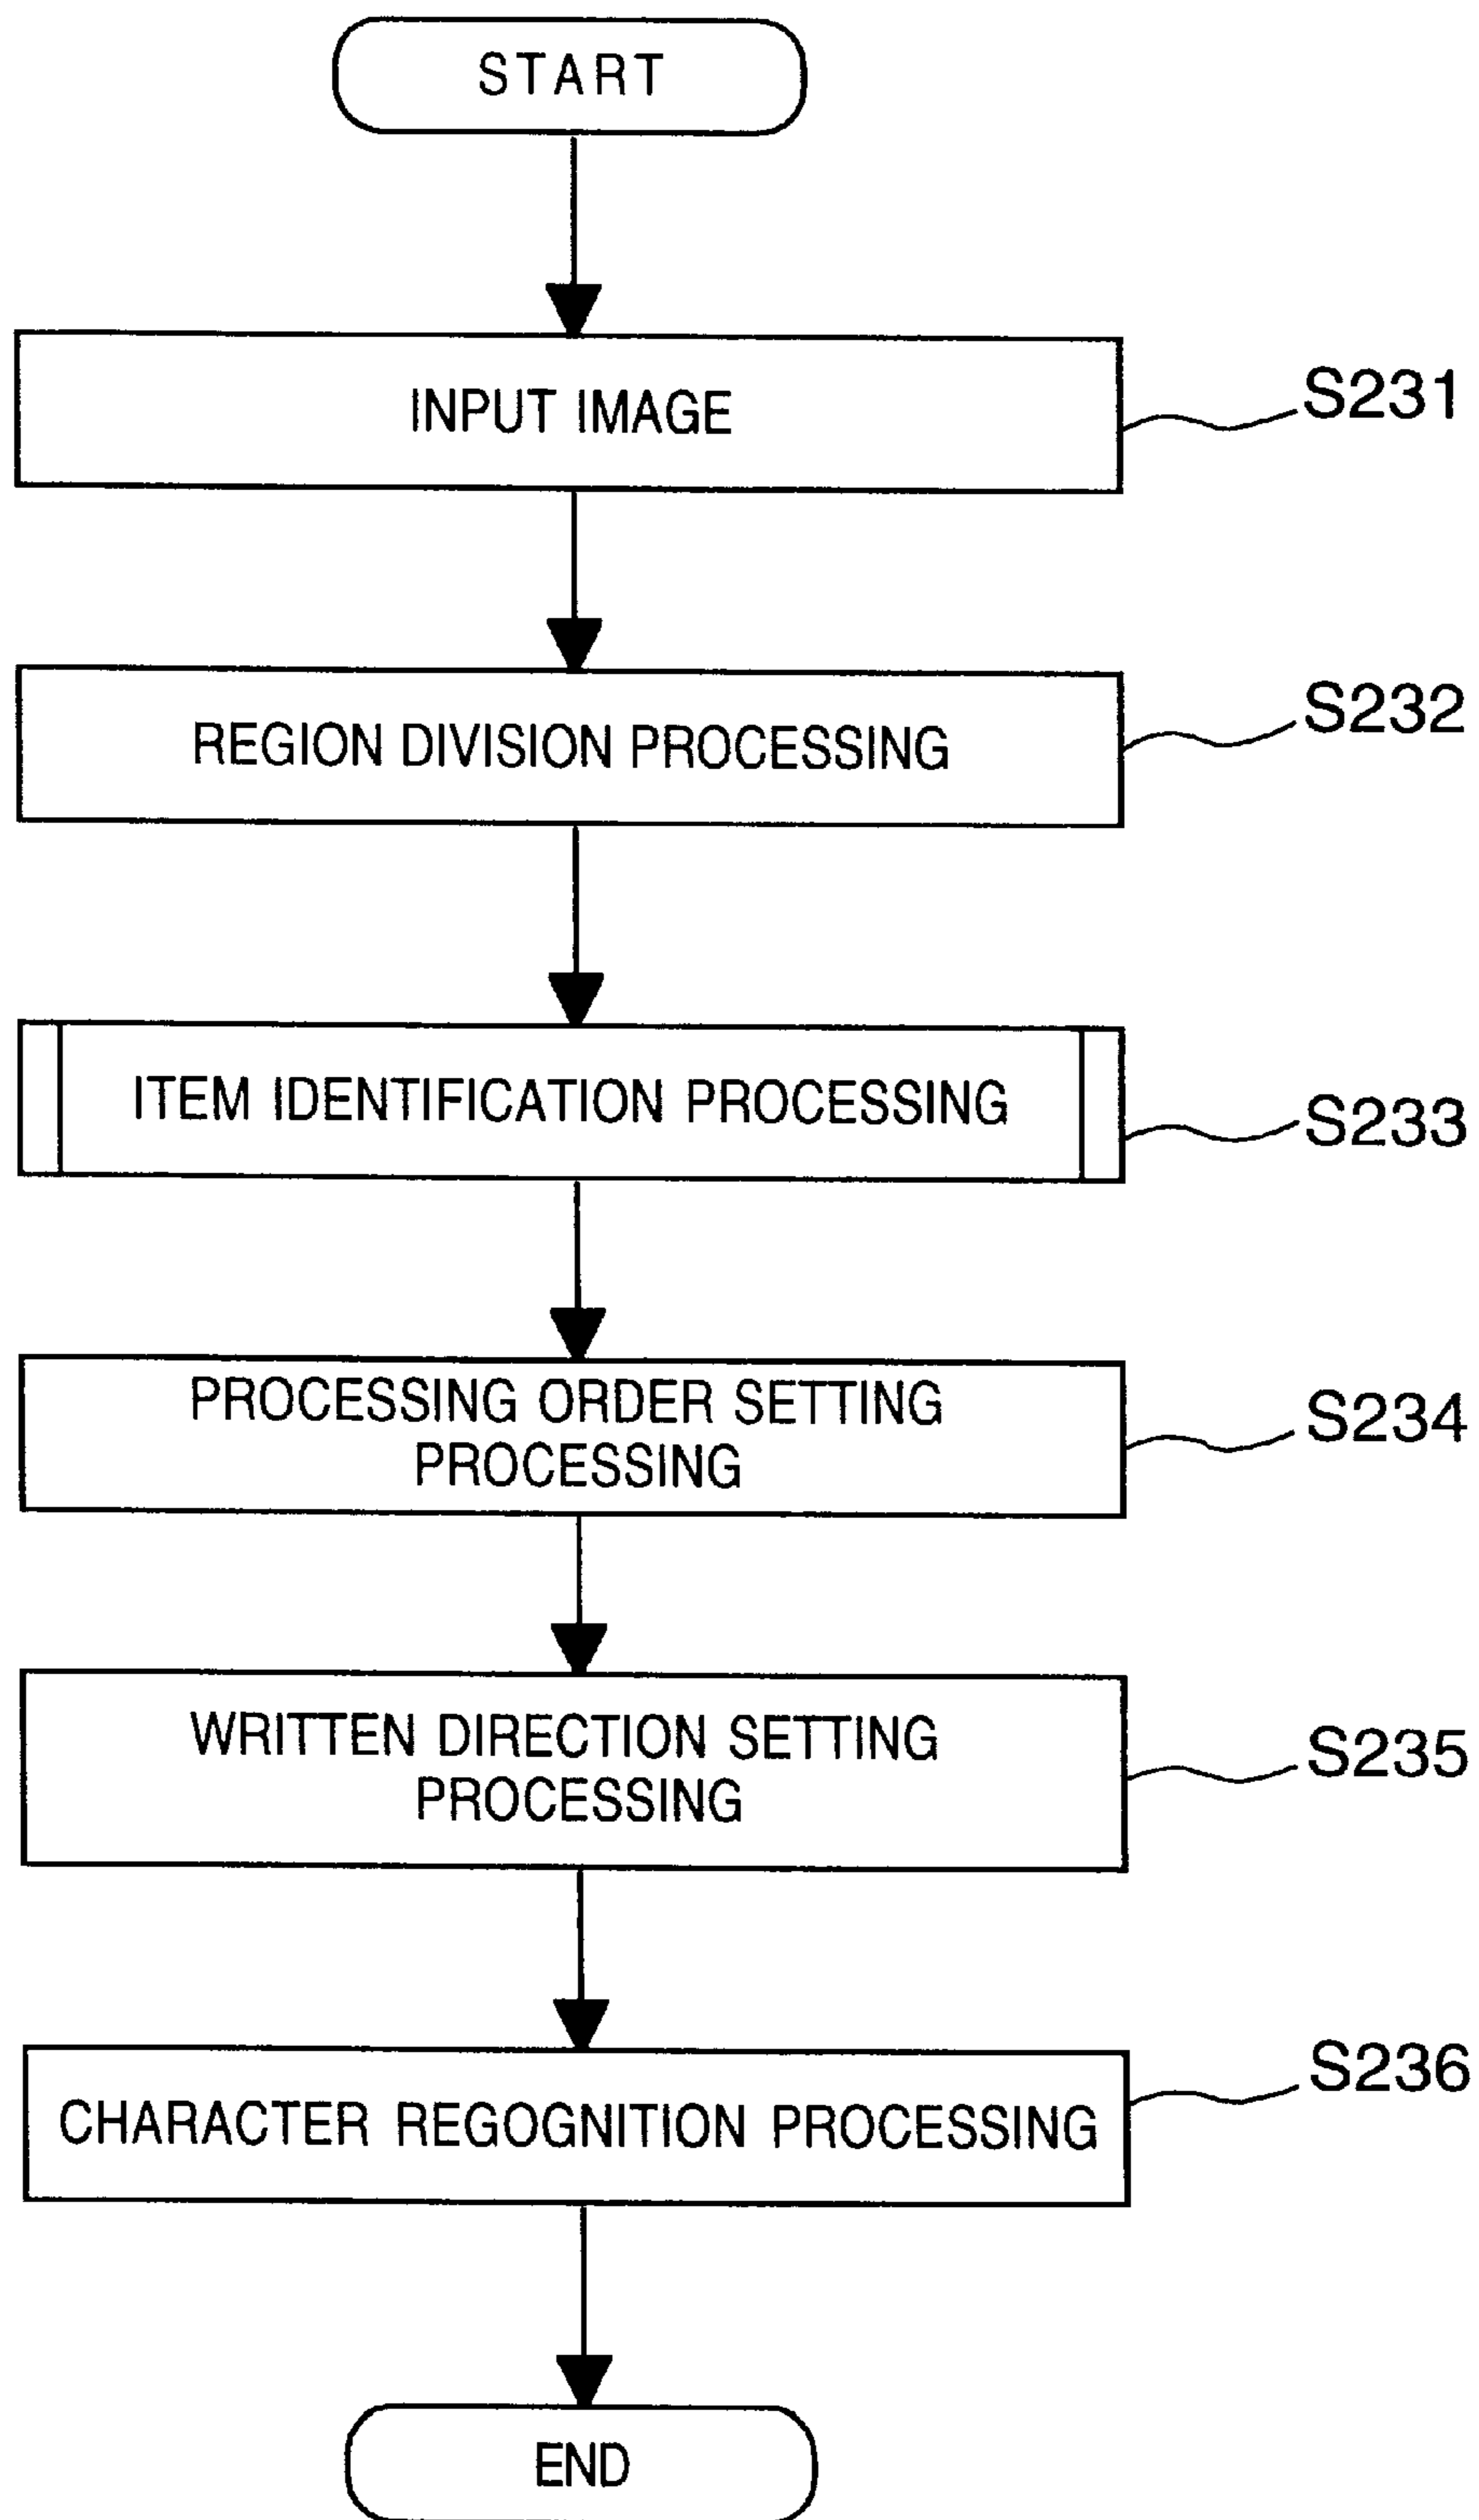 START
INPUT IMAGE
S231
REGION DIVISION PROCESSING
S232
ITEM IDENTIFICATION PROCESSING
S233
PROCESSING ORDER SETTING
PROCESSING
S234
WRITTEN DIRECTION SETTING
PROCESSING
S235
CHARACTER REGOGNITION PROCESSING
S236
END